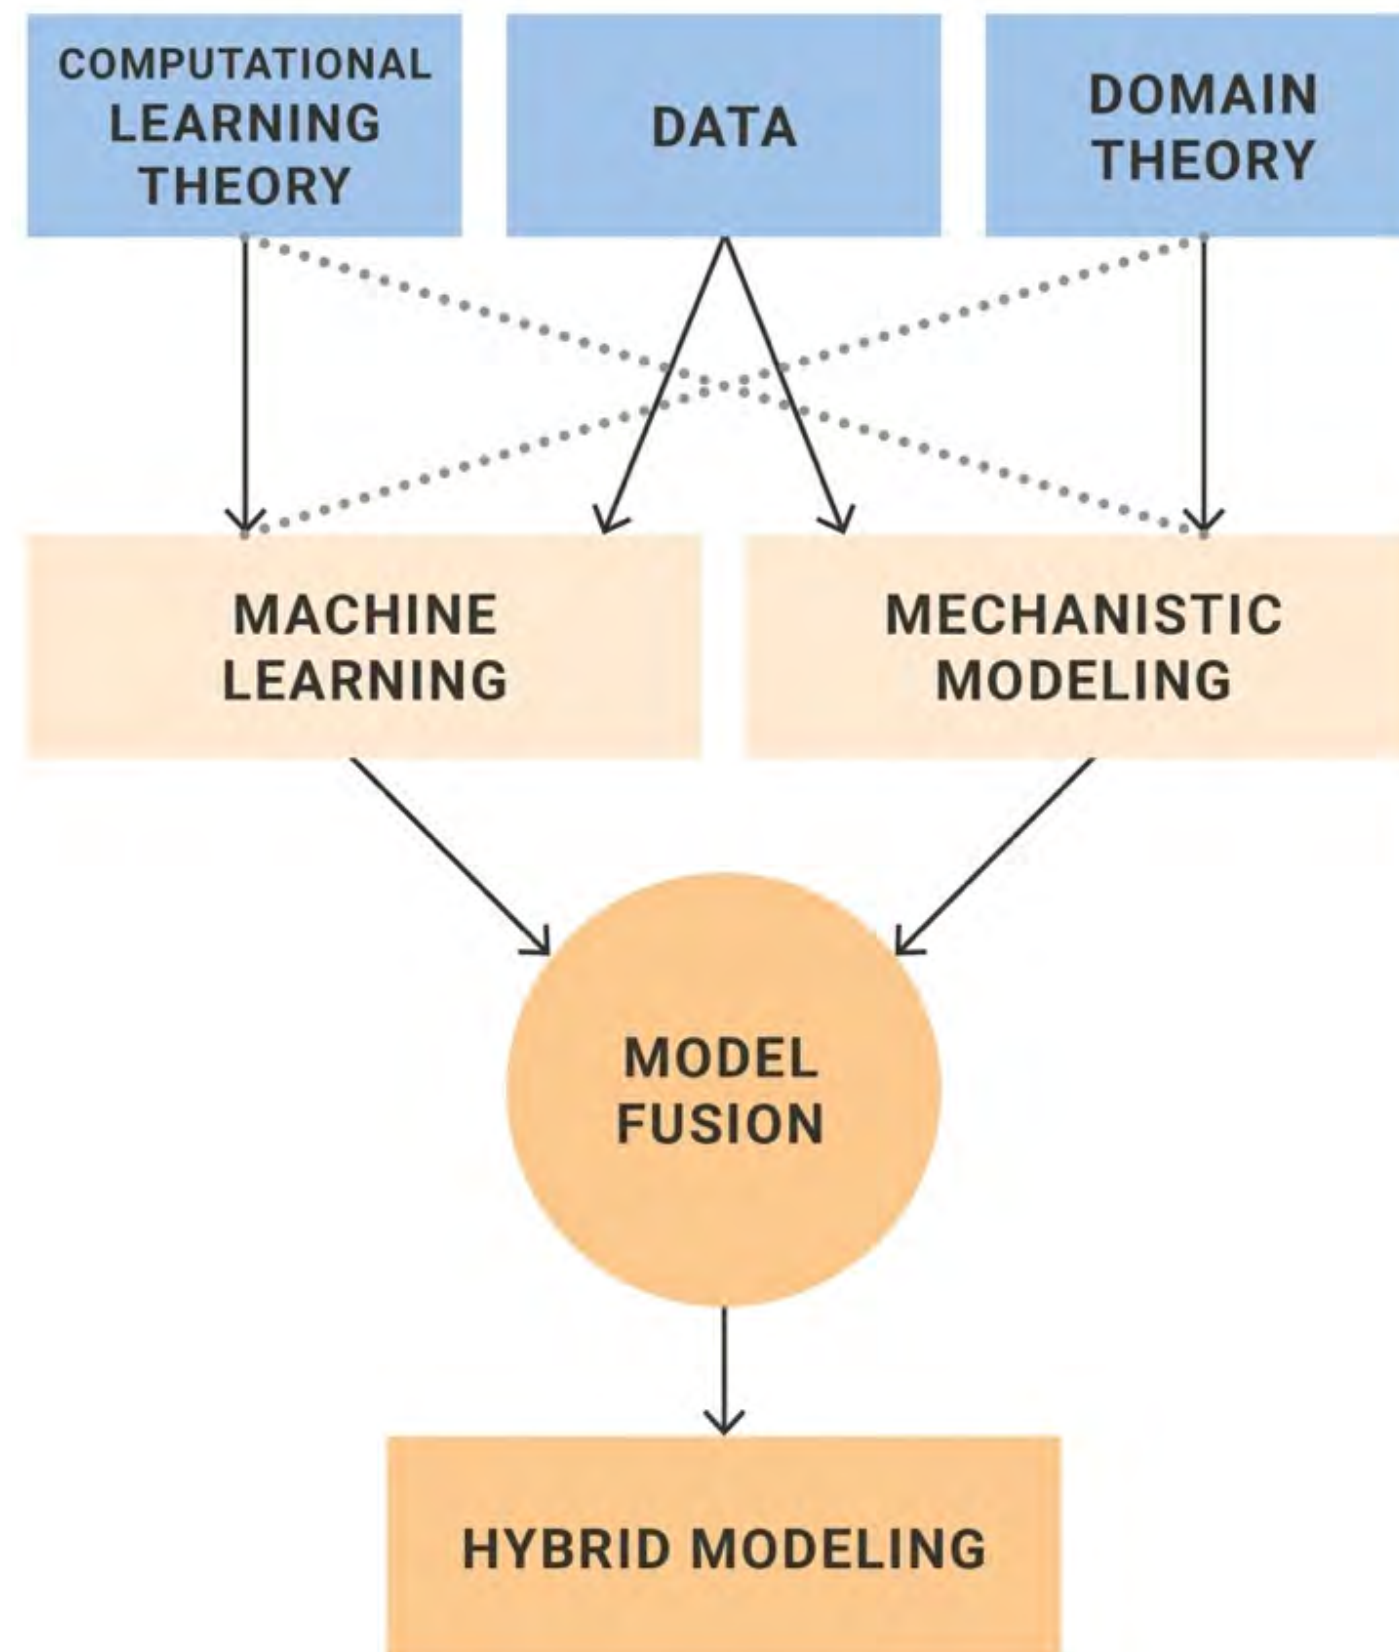 COMPUTATIONAL
LEARNING
THEORY
DATA
DOMAIN
THEORY
MACHINE
LEARNING
MECHANISTIC
MODELING
MODEL
FUSION
HYBRID MODELING